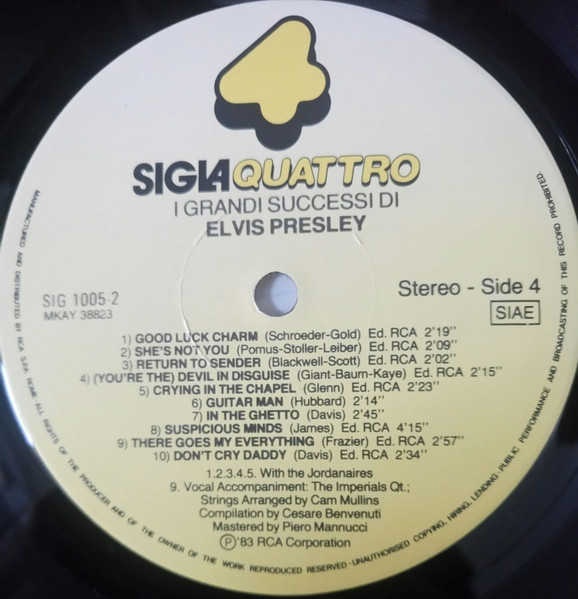 4
SIGLA QUATTRO
I GRANDI SUCCESSI DI
ELVIS PRESLEY
SIG 1005-2
MKAY 38823
Stereo - Side 4
SIAE
1) GOOD LUCK CHARM (Schroeder-Gold) Ed. RCA 2'19''
2) SHE'S NOT YOU (Pomus-Stoller-Leiber) Ed. RCA 2'09''
3) RETURN TO SENDER (Blackwell-Scott) Ed. RCA 2'02''
4) (YOU'RE THE) DEVIL IN DISGUISE (Giant-Baum-Kaye) Ed. RCA 2'15''
5) CRYING IN THE CHAPEL (Glenn) Ed. RCA 2'23''
6) GUITAR MAN (Hubbard) 2'14''
7) IN THE GHETTO (Davis) 2'45''
8) SUSPICIOUS MINDS (James) Ed. RCA 4'15''
9) THERE GOES MY EVERYTHING (Frazier) Ed. RCA 2'57''
10) DON'T CRY DADDY (Davis) Ed. RCA 2'34''
1.2.3.4.5. With the Jordanaires
9. Vocal Accompaniment: The Imperials Qt.;
Strings Arranged by Cam Mullins
Compilation by Cesare Benvenuti
Mastered by Piero Mannucci
Ⓟ'83 RCA Corporation
MANUFACTURED AND DISTRIBUTED BY RCA S.P.A. ROME ALL RIGHTS OF THE PRODUCER AND OF THE OWNER OF THE WORK REPRODUCED RESERVED-UNAUTHORISED COPYING, HIRING, LENDING PUBLIC PERFORMANCE AND BROADCASTING OF THIS RECORD PROHIBITED.